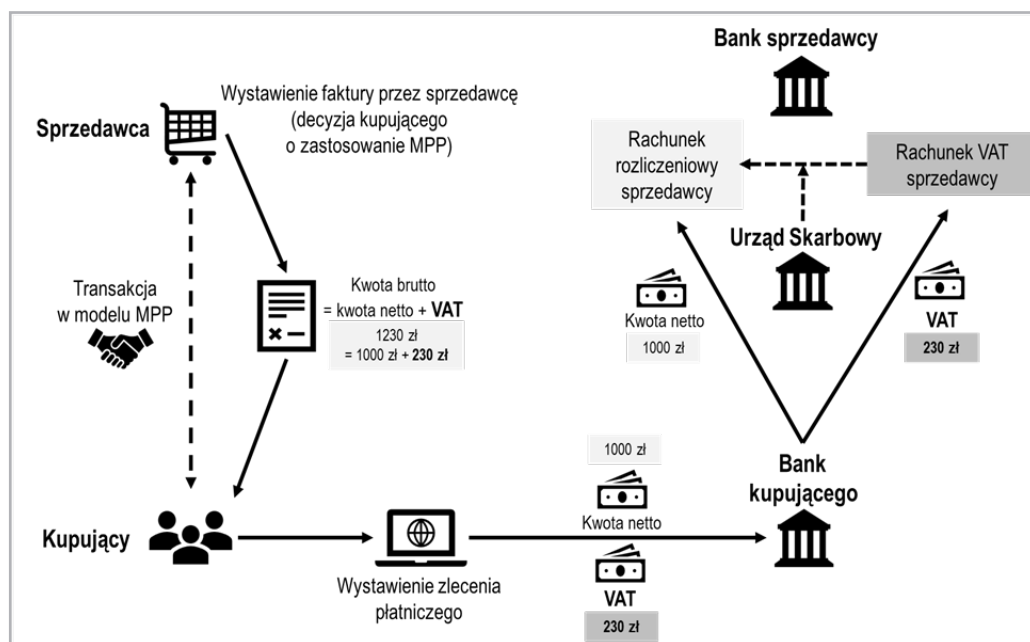 Bank sprzedawcy
Wystawienie faktury przez sprzedawcę
(decyzja kupującego
o zastosowanie MPP)
Sprzedawca
Rachunek
rozliczeniowy
sprzedawcy
Rachunek VAT
sprzedawcy
Urząd Skarbowy
Transakcja
w modelu MPP
Kwota brutto
= kwota netto + VAT
1230 zł
= 1000 zł + 230 zł
Kwota netto
1000 zł
VAT
230 zł
1000 zł
Kwota netto
VAT
230 zł
Bank
kupującego
Kupujący
Wystawienie zlecenia
płatniczego